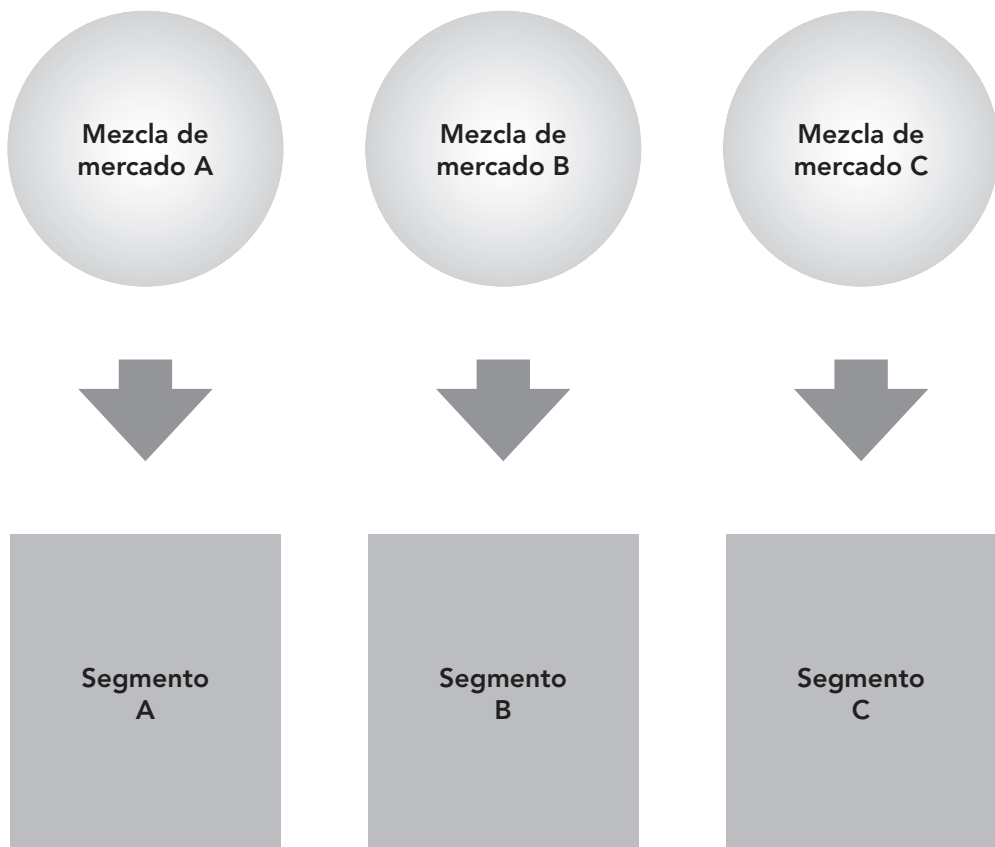 Mezcla de
mercado A
Mezcla de
mercado B
Mezcla de
mercado C
Segmento
A
Segmento
B
Segmento
C